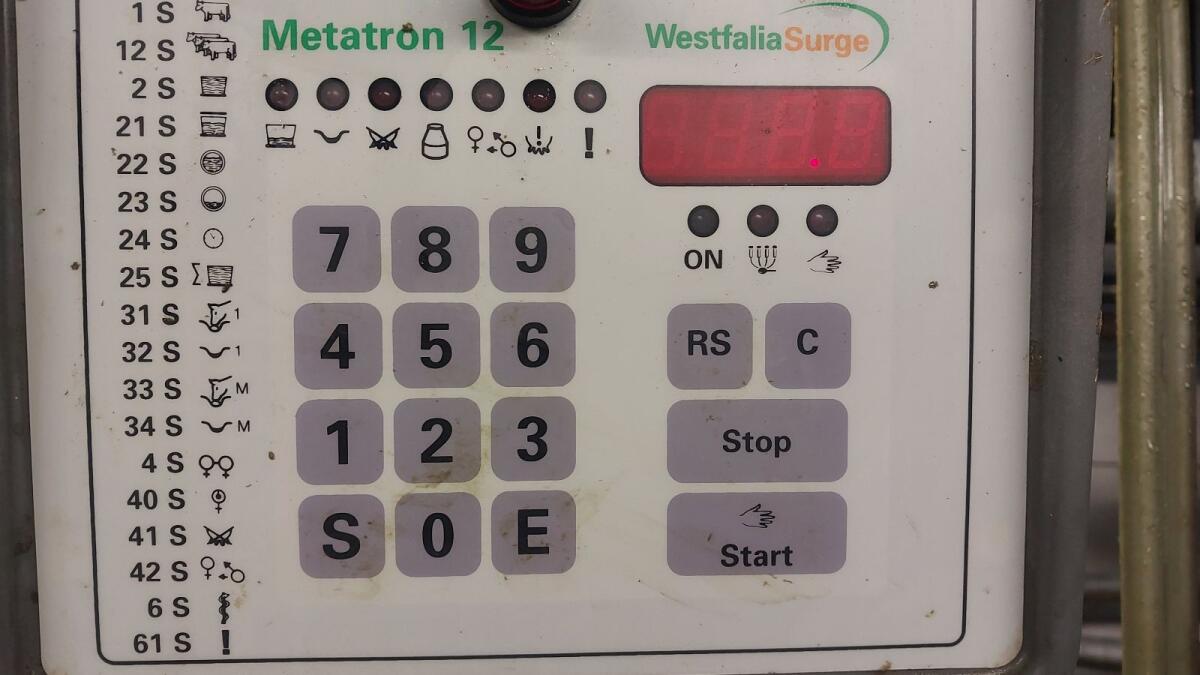 Metatron 12
WestfaliaSurge
1 S
12 S
2 S
21 S
22 S
23 S
24 S
25 S Σ
31 S 1
32 S 1
33 S M
34 S M
4 S
40 S
41 S
42 S
6 S
61 S !
!
ON
7 8 9
4 5 6
1 2 3
S 0 E
RS C
Stop
Start